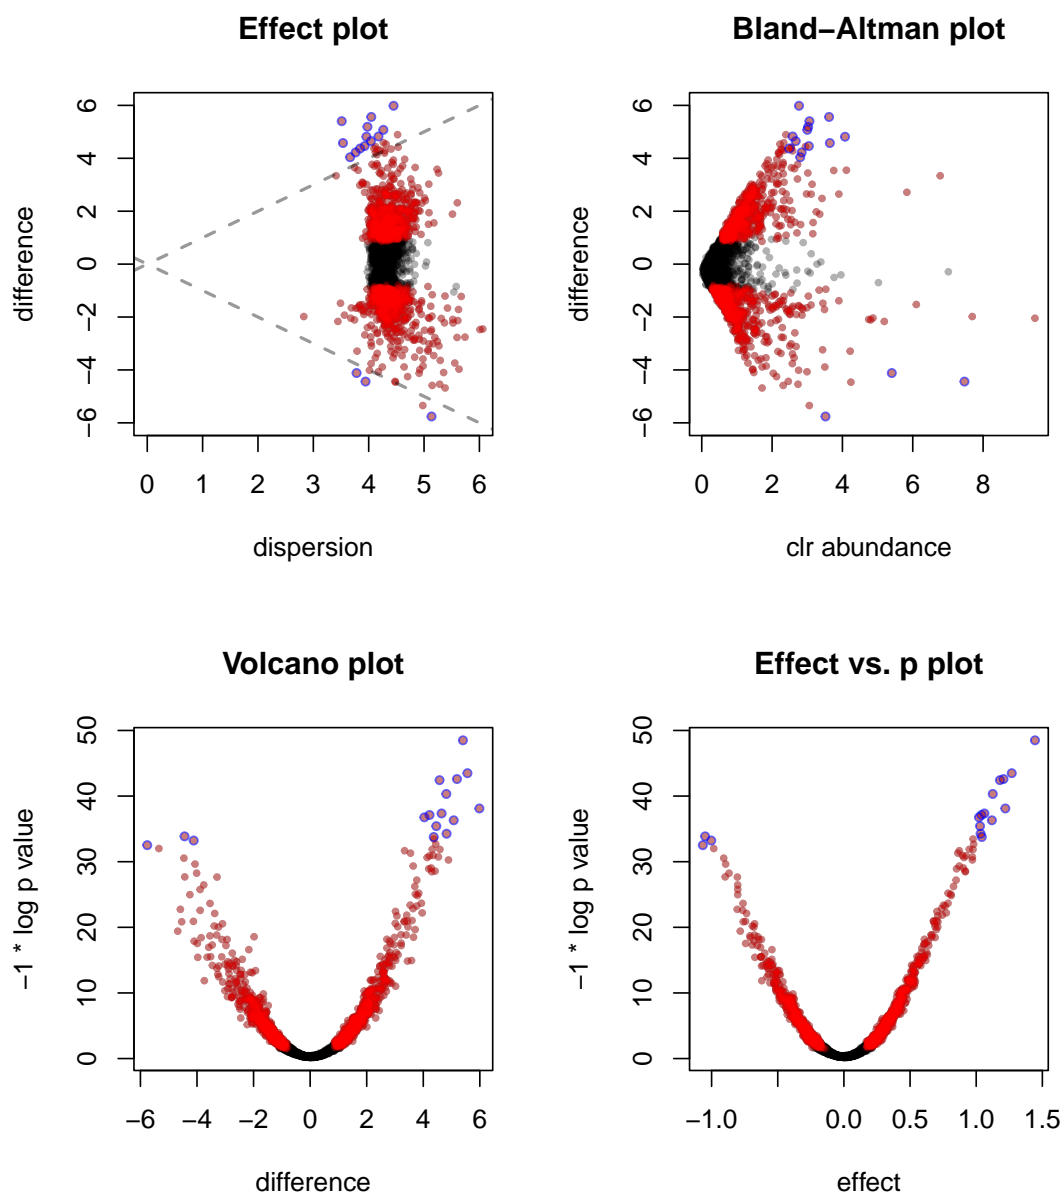 Effect plot
difference
6
4
2
0
−2
−4
−6
0 1 2 3 4 5 6
dispersion
Bland−Altman plot
difference
6
4
2
0
−2
−4
−6
0 2 4 6 8
clr abundance
Volcano plot
−1 * log p value
50
40
30
20
10
0
−6 −4 −2 0 2 4 6
difference
Effect vs. p plot
−1 * log p value
50
40
30
20
10
0
−1.0 0.0 0.5 1.0 1.5
effect